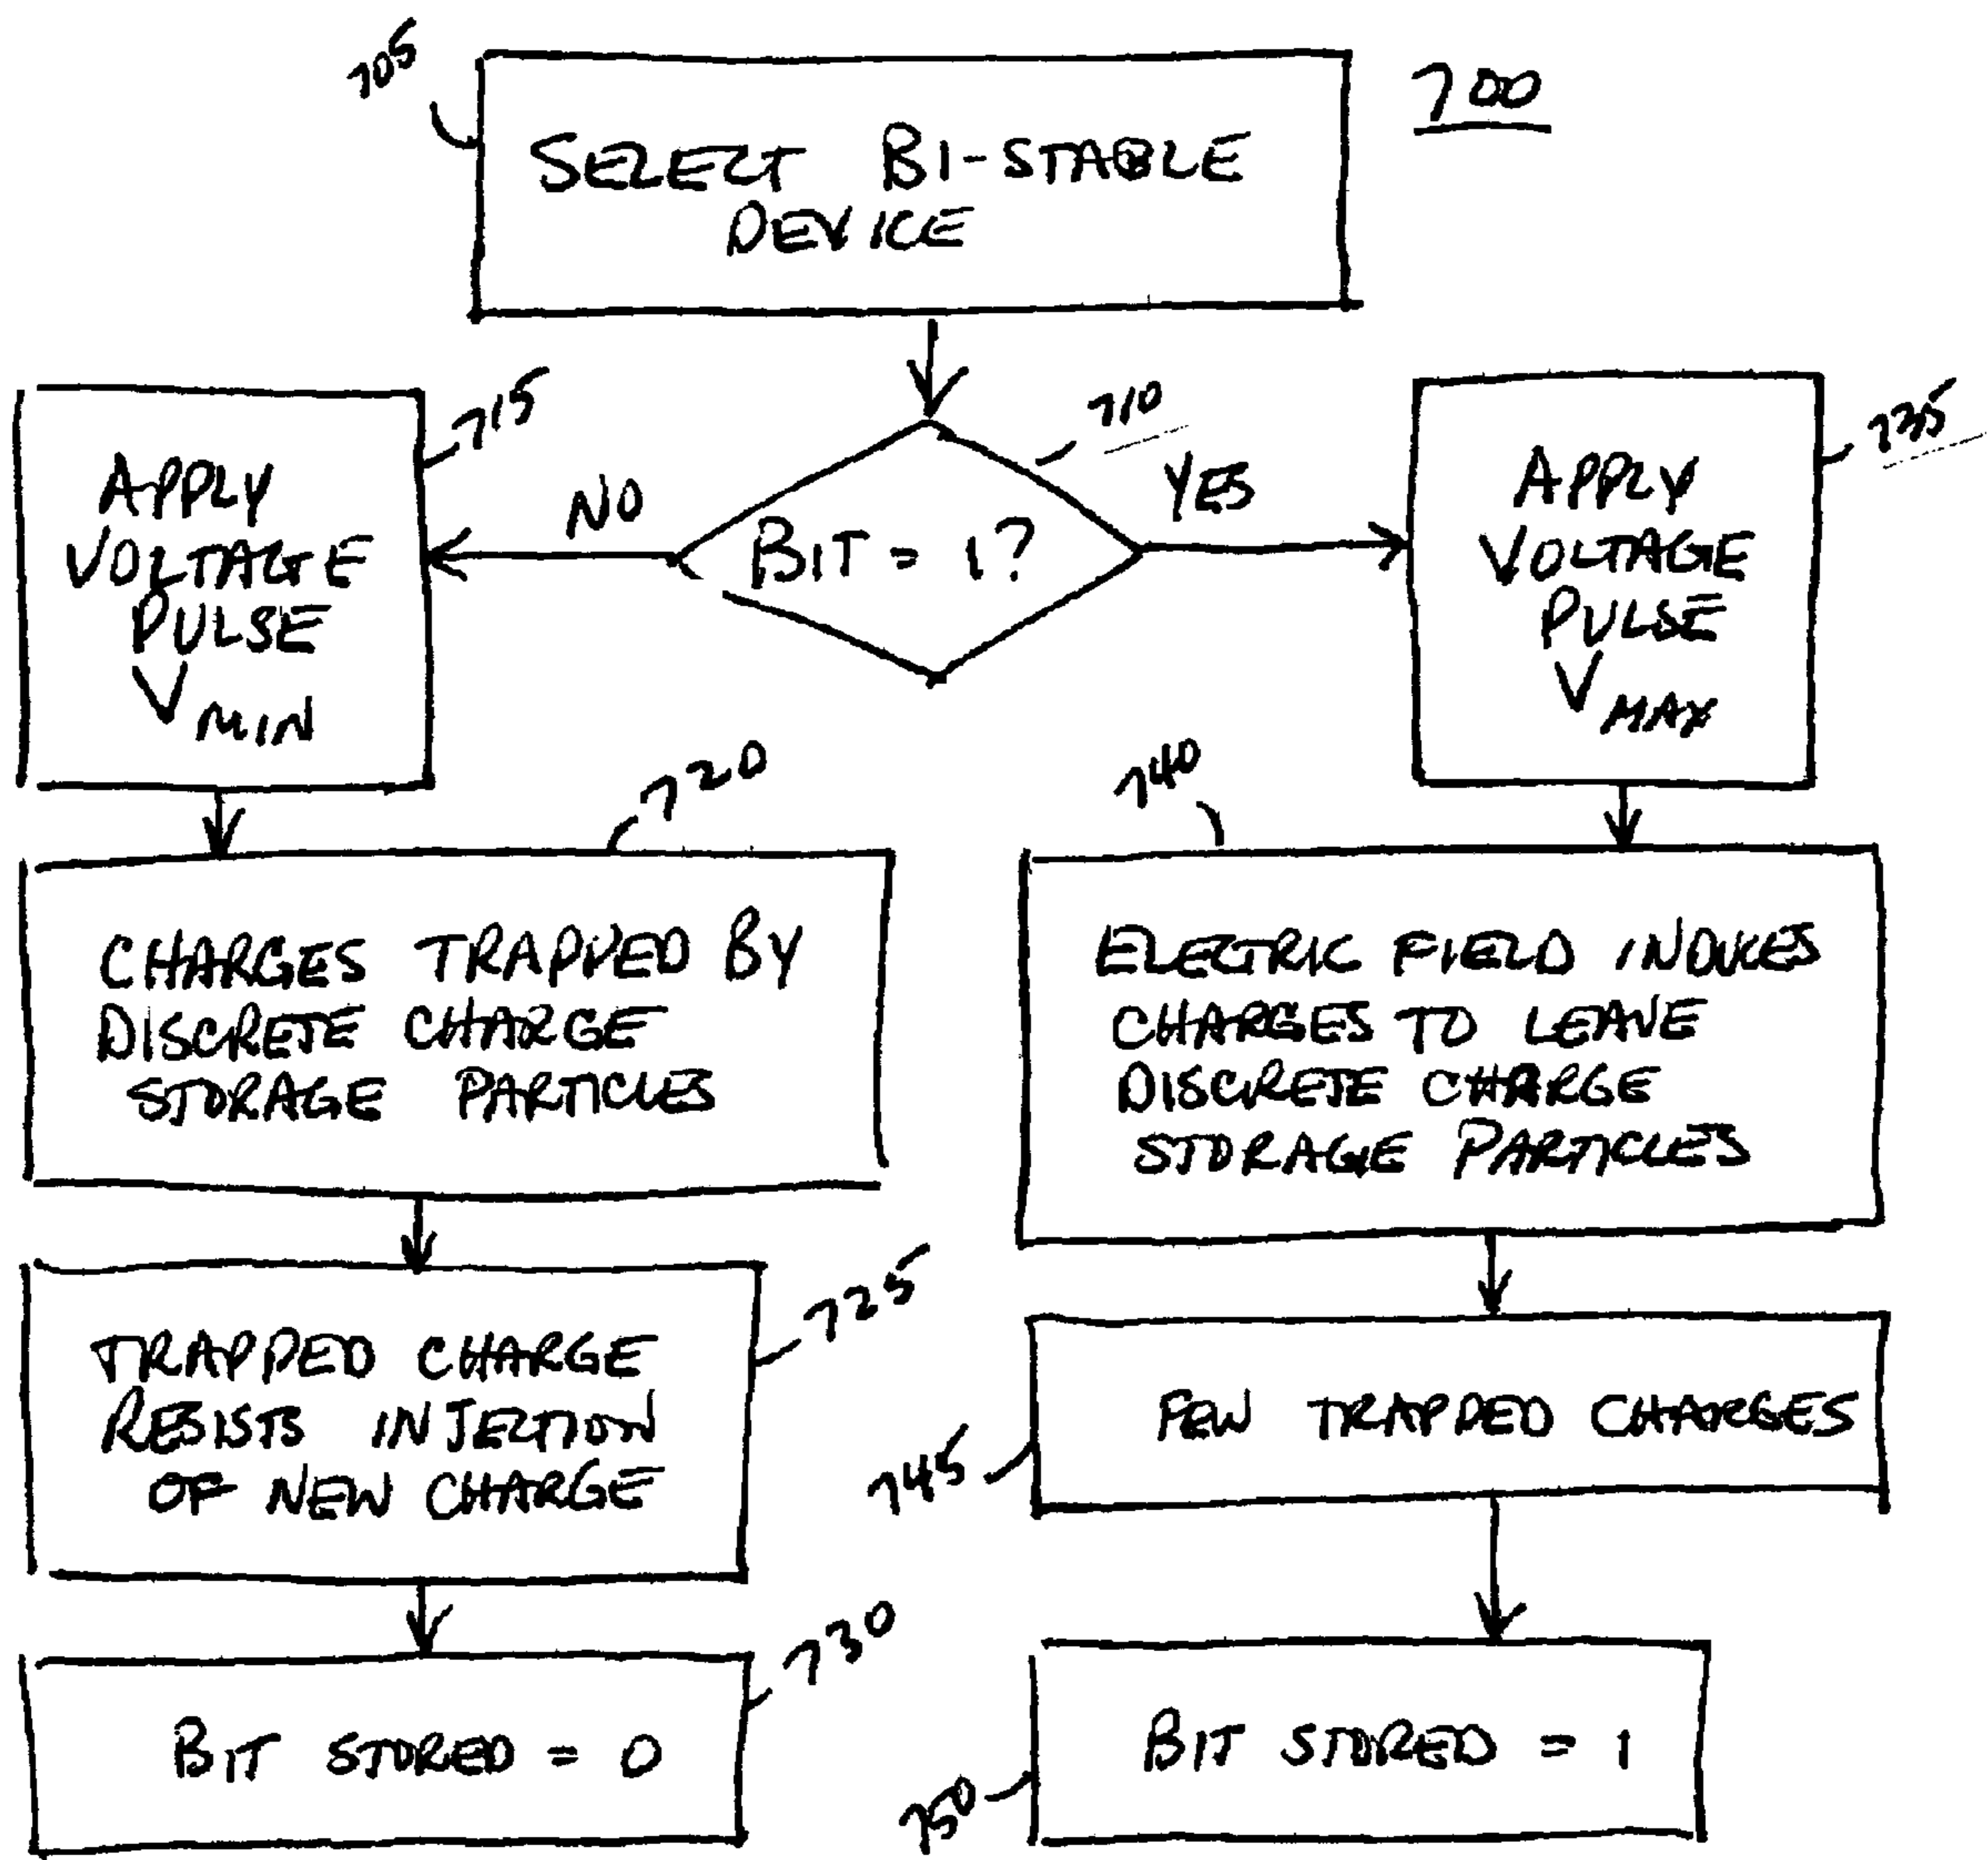 705
700
SELECT BI-STABLE
DEVICE
715
710
735
APPLY
VOLTAGE
PULSE
VMIN
NO
BIT = 1?
YES
APPLY
VOLTAGE
PULSE
VMAX
720
740
CHARGES TRAPPED BY
DISCRETE CHARGE
STORAGE PARTICLES
ELECTRIC FIELD INDUCES
CHARGES TO LEAVE
DISCRETE CHARGE
STORAGE PARTICLES
725
TRAPPED CHARGE
RESISTS INJECTION
OF NEW CHARGE
745
FEW TRAPPED CHARGES
730
BIT STORED = 0
750
BIT STORED = 1